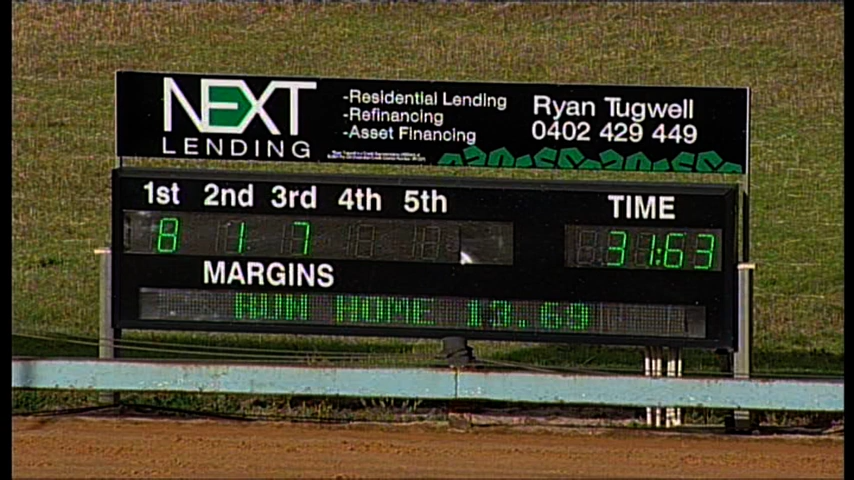 NEXT
LENDING
-Residential Lending
-Refinancing
-Asset Financing
Ryan Tugwell
0402 429 449
1st 2nd 3rd 4th 5th
TIME
8 1 7
31:63
MARGINS
RUN HOME 13.69